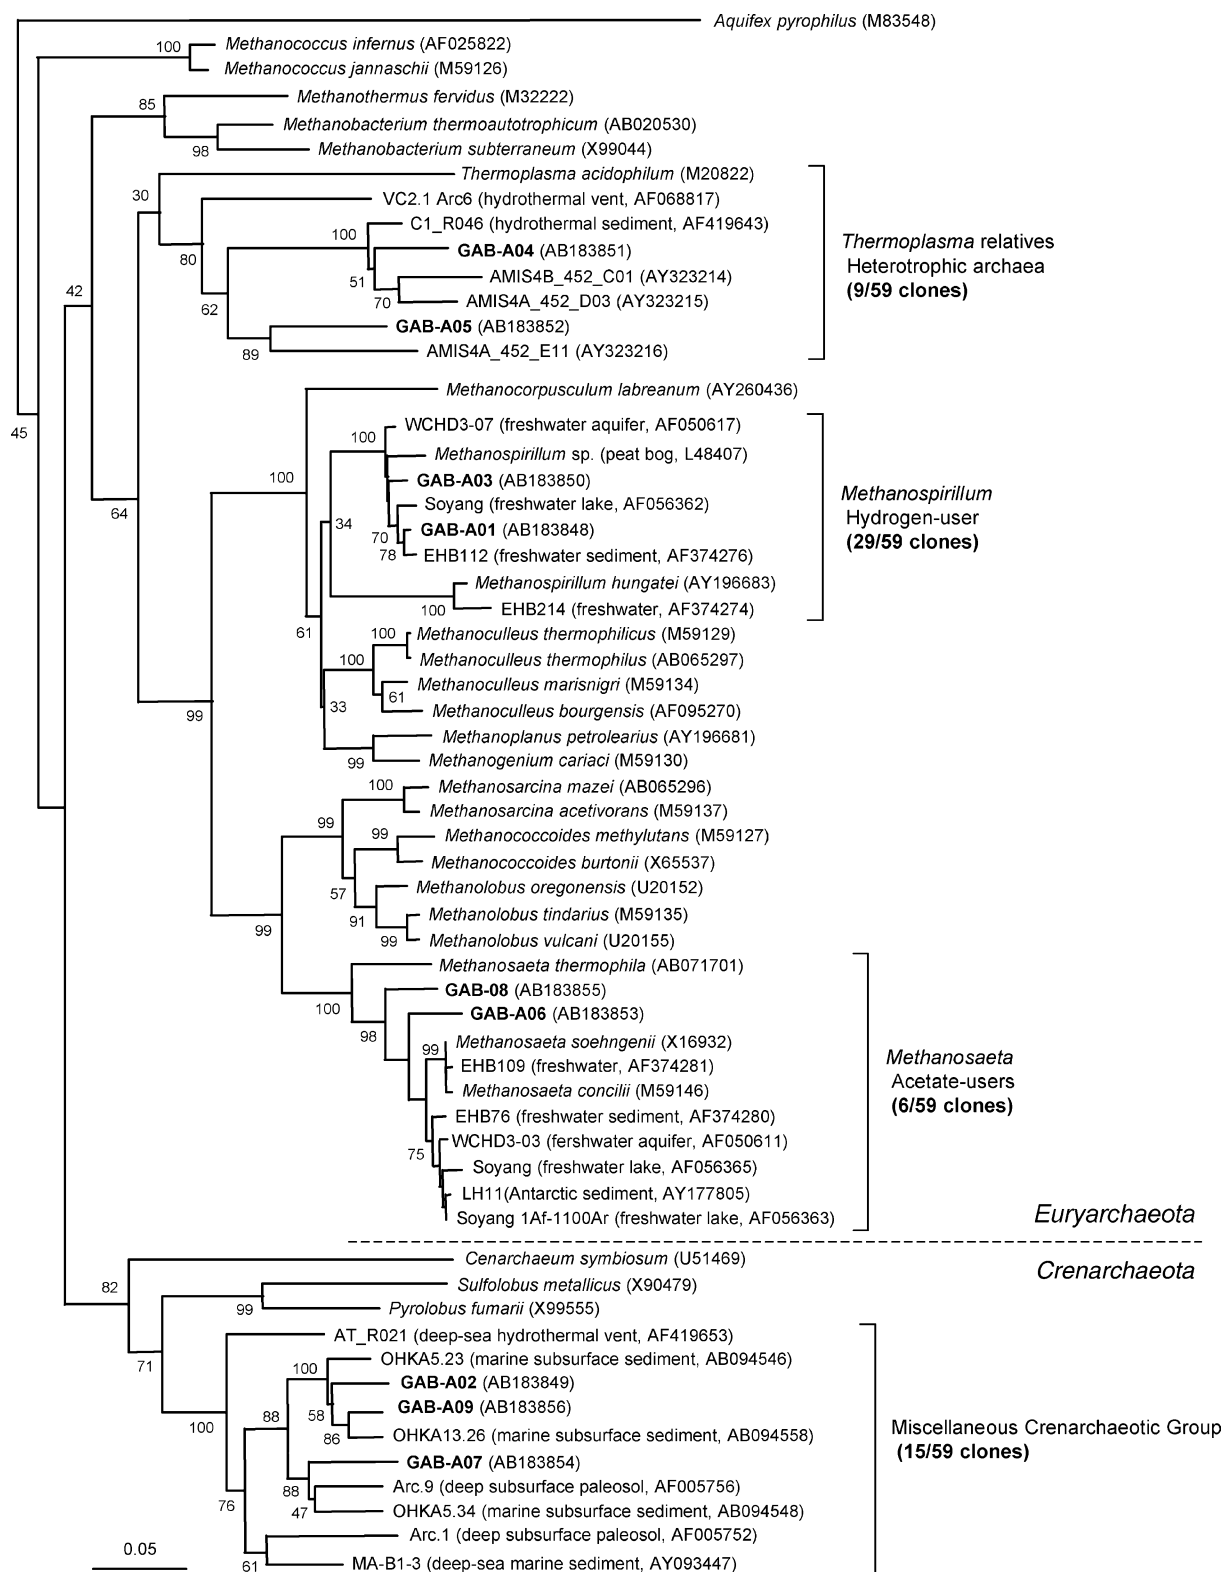 Aquifex pyrophilus (M83548)
100
Methanococcus infernus (AF025822)
Methanococcus jannaschii (M59126)
85
Methanothermus fervidus (M32222)
Methanobacterium thermoautotrophicum (AB020530)
98
Methanobacterium subterraneum (X99044)
Thermoplasma acidophilum (M20822)
30
VC2.1 Arc6 (hydrothermal vent, AF068817)
C1_R046 (hydrothermal sediment, AF419643)
100
GAB-A04 (AB183851)
80
51
AMIS4B_452_C01 (AY323214)
70
AMIS4A_452_D03 (AY323215)
62
GAB-A05 (AB183852)
89
AMIS4A_452_E11 (AY323216)
Thermoplasma relatives
Heterotrophic archaea
(9/59 clones)
42
45
64
Methanocorpusculum labreanum (AY260436)
WCHD3-07 (freshwater aquifer, AF050617)
100
Methanospirillum sp. (peat bog, L48407)
100
GAB-A03 (AB183850)
Soyang (freshwater lake, AF056362)
34
70
GAB-A01 (AB183848)
78
EHB112 (freshwater sediment, AF374276)
Methanospirillum hungatei (AY196683)
100
EHB214 (freshwater, AF374274)
Methanospirillum
Hydrogen-user
(29/59 clones)
61
100
Methanoculleus thermophilicus (M59129)
100
Methanoculleus thermophilus (AB065297)
Methanoculleus marisnigri (M59134)
61
33
Methanoculleus bourgensis (AF095270)
99
Methanoplanus petrolearius (AY196681)
99
Methanogenium cariaci (M59130)
100
Methanosarcina mazei (AB065296)
Methanosarcina acetivorans (M59137)
99
99
Methanococcoides methylutans (M59127)
Methanococcoides burtonii (X65537)
57
Methanolobus oregonensis (U20152)
91
Methanolobus tindarius (M59135)
99
99
Methanolobus vulcani (U20155)
Methanosaeta thermophila (AB071701)
GAB-08 (AB183855)
100
GAB-A06 (AB183853)
98
Methanosaeta soehngenii (X16932)
99
EHB109 (freshwater, AF374281)
Methanosaeta concilii (M59146)
EHB76 (freshwater sediment, AF374280)
WCHD3-03 (fershwater aquifer, AF050611)
75
Soyang (freshwater lake, AF056365)
LH11(Antarctic sediment, AY177805)
Soyang 1Af-1100Ar (freshwater lake, AF056363)
Methanosaeta
Acetate-users
(6/59 clones)
Euryarchaeota
Crenarchaeota
Cenarchaeum symbiosum (U51469)
82
Sulfolobus metallicus (X90479)
99
Pyrolobus fumarii (X99555)
AT_R021 (deep-sea hydrothermal vent, AF419653)
71
OHKA5.23 (marine subsurface sediment, AB094546)
100
GAB-A02 (AB183849)
GAB-A09 (AB183856)
58
88
100
86
OHKA13.26 (marine subsurface sediment, AB094558)
GAB-A07 (AB183854)
88
Arc.9 (deep subsurface paleosol, AF005756)
76
47
OHKA5.34 (marine subsurface sediment, AB094548)
Arc.1 (deep subsurface paleosol, AF005752)
61
MA-B1-3 (deep-sea marine sediment, AY093447)
Miscellaneous Crenarchaeotic Group
(15/59 clones)
0.05